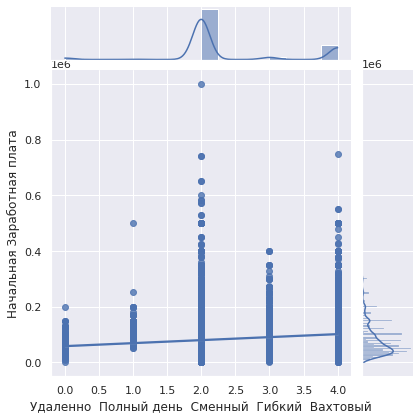 1e6
1e6
1.0
0.8
0.6
0.4
0.2
0.0
Начальная Заработная плата
0.0 0.5 1.0 1.5 2.0 2.5 3.0 3.5 4.0
Удаленно Полный день Сменный Гибкий Вахтовый